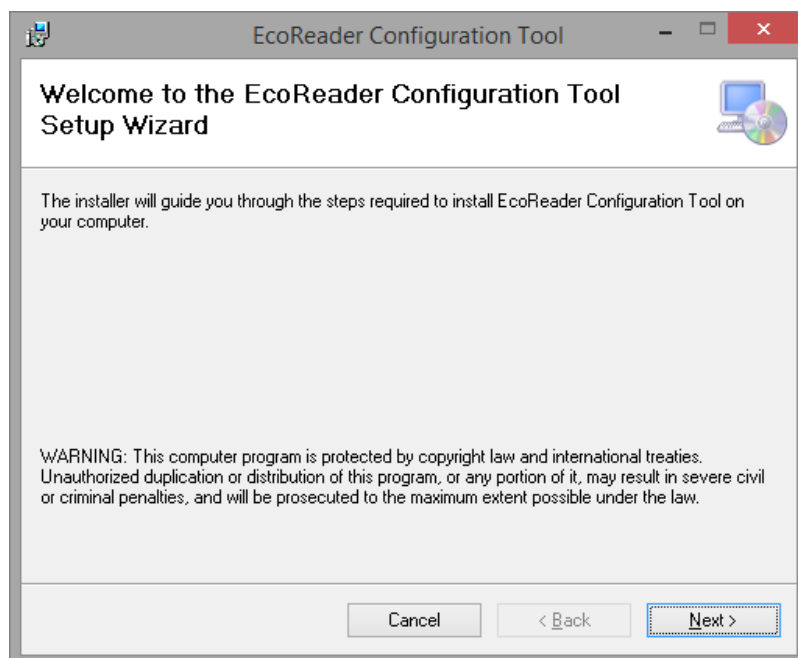 EcoReader Configuration Tool
Welcome to the EcoReader Configuration Tool
Setup Wizard
The installer will guide you through the steps required to install EcoReader Configuration Tool on
your computer.
WARNING: This computer program is protected by copyright law and international treaties.
Unauthorized duplication or distribution of this program, or any portion of it, may result in severe civil
or criminal penalties, and will be prosecuted to the maximum extent possible under the law.
Cancel < Back Next >